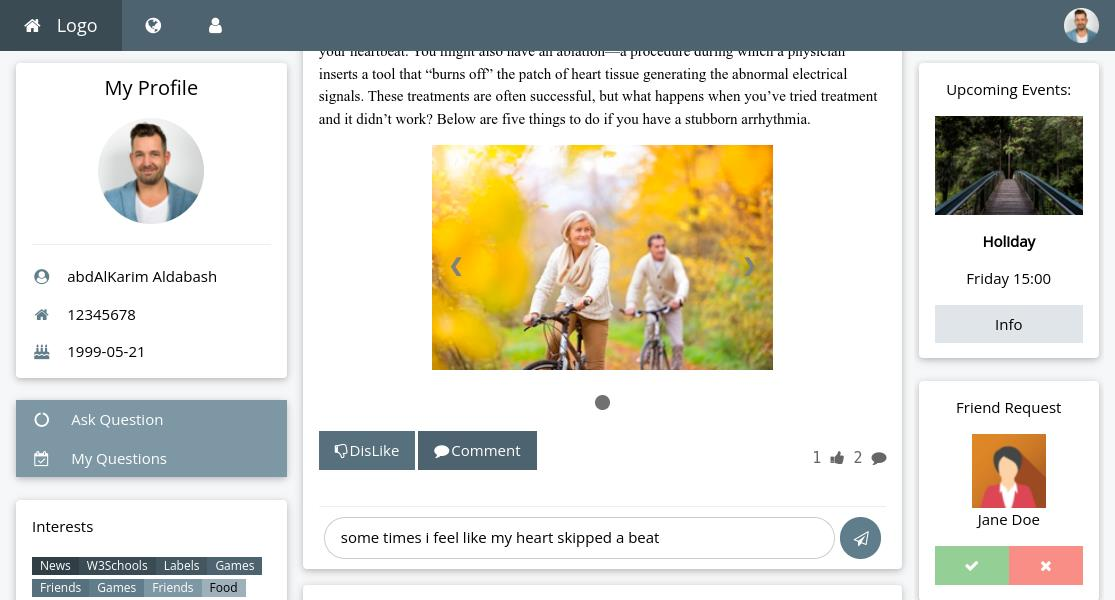 Logo
My Profile
abdAlKarim Aldabash
12345678
1999-05-21
Ask Question
My Questions
Interests
News W3Schools Labels Games
Friends Games Friends Food
your heartbeat. You might also have an ablation—a procedure during which a physician
inserts a tool that “burns off” the patch of heart tissue generating the abnormal electrical
signals. These treatments are often successful, but what happens when you’ve tried treatment
and it didn’t work? Below are five things to do if you have a stubborn arrhythmia.
DisLike Comment
1 2
some times i feel like my heart skipped a beat
Upcoming Events:
Holiday
Friday 15:00
Info
Friend Request
Jane Doe